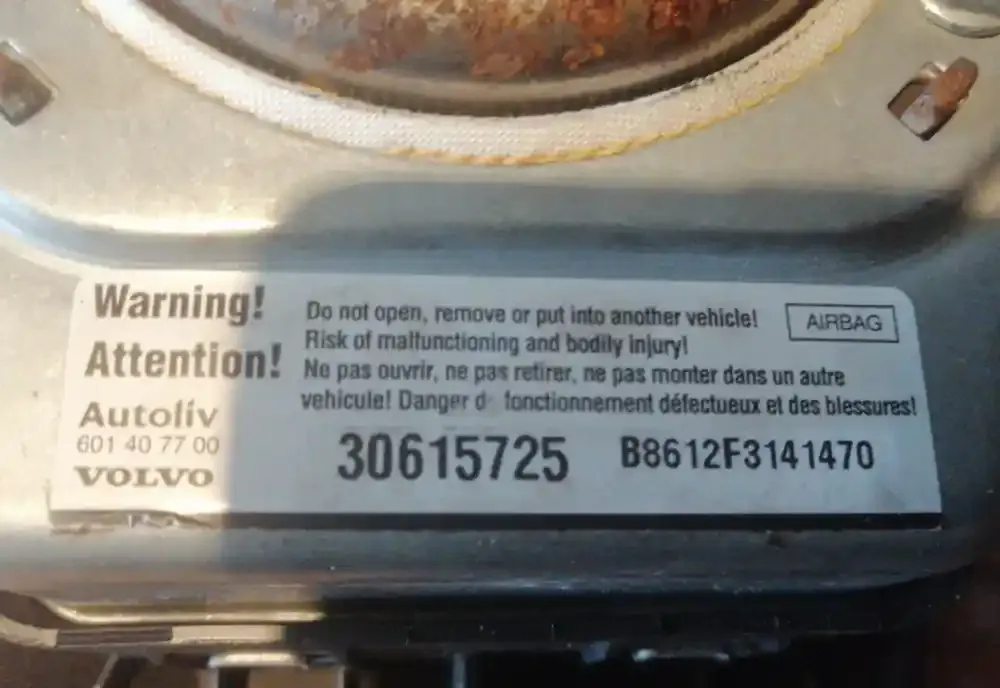 Warning!
Attention!
Autoliv
601 40 77 00
VOLVO
Do not open, remove or put into another vehicle!
Risk of malfunctioning and bodily injury!
Ne pas ouvrir, ne pas retirer, ne pas monter dans un autre
vehicule! Danger d fonctionnement défectueux et des blessures!
AIRBAG
30615725
B8612F3141470